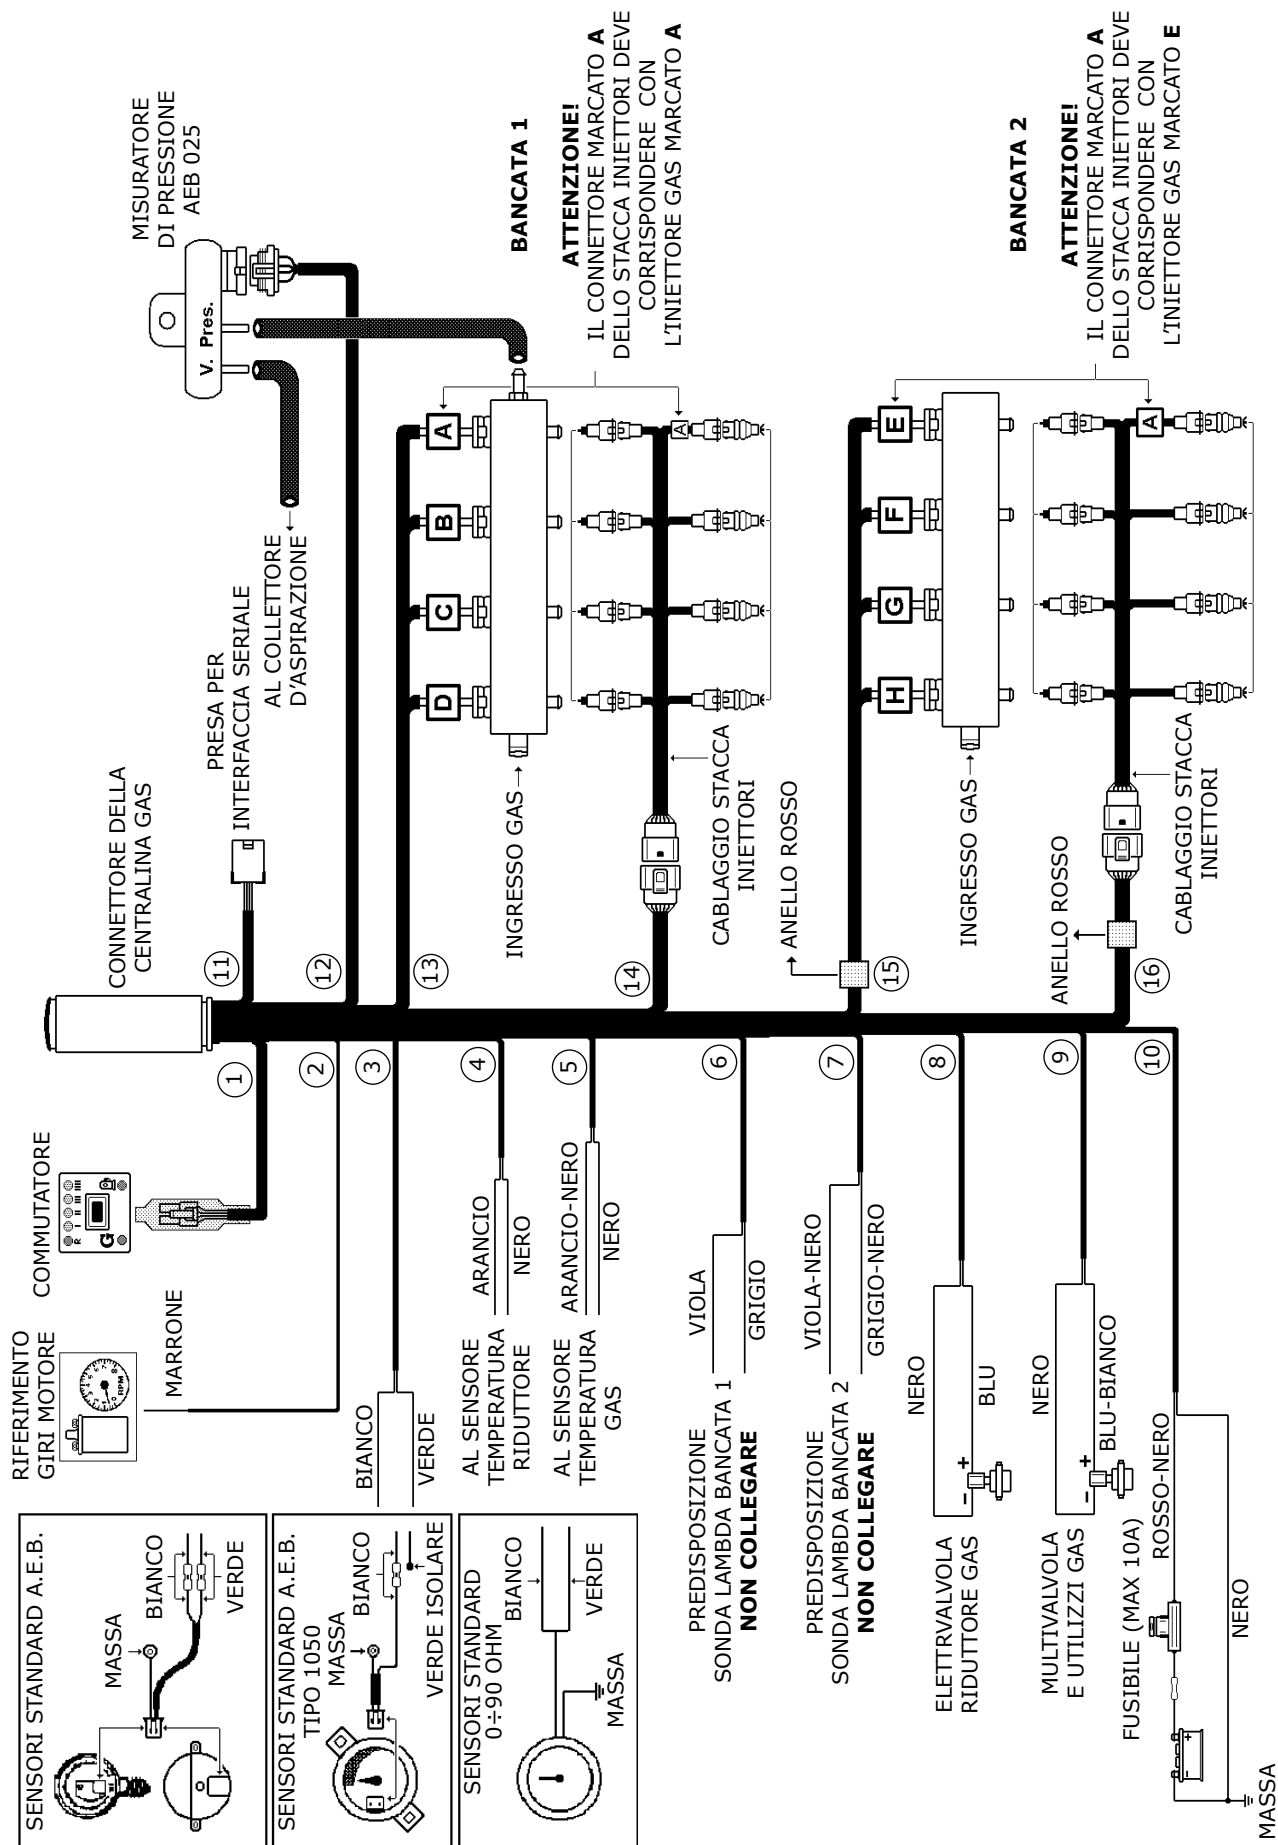 SENSORI STANDARD A.E.B.
MASSA
BIANCO
VERDE
SENSORI STANDARD A.E.B.
TIPO 1050
MASSA
BIANCO
VERDE ISOLARE
SENSORI STANDARD
0÷90 OHM
BIANCO
VERDE
MASSA
RIFERIMENTO
GIRI MOTORE
RPM
MARRONE
COMMUTATORE
R I II III IIII
G
CONNETTORE DELLA
CENTRALINA GAS
PRESA PER
INTERFACCIA SERIALE
AL COLLETTORE
D'ASPIRAZIONE
MISURATORE
DI PRESSIONE
AEB 025
V. Pres.
1
2
3
4
5
6
7
8
9
10
11
12
13
14
15
16
BIANCO
VERDE
AL SENSORE
TEMPERATURA
RIDUTTORE
ARANCIO
NERO
AL SENSORE
TEMPERATURA
GAS
ARANCIO-NERO
NERO
PREDISPOSIZIONE
SONDA LAMBDA BANCATA 1
NON COLLEGARE
VIOLA
GRIGIO
PREDISPOSIZIONE
SONDA LAMBDA BANCATA 2
NON COLLEGARE
VIOLA-NERO
GRIGIO-NERO
ELETTRVALVOLA
RIDUTTORE GAS
NERO
BLU
- +
MULTIVALVOLA
E UTILIZZI GAS
NERO
BLU-BIANCO
- +
FUSIBILE (MAX 10A)
ROSSO-NERO
NERO
- +
MASSA
D C B A
INGRESSO GAS
CABLAGGIO STACCA
INIETTORI
A
BANCATA 1
ATTENZIONE!
IL CONNETTORE MARCATO A
DELLO STACCA INIETTORI DEVE
CORRISPONDERE CON
L'INIETTORE GAS MARCATO A
ANELLO ROSSO
H G F E
INGRESSO GAS
ANELLO ROSSO
CABLAGGIO STACCA
INIETTORI
A
BANCATA 2
ATTENZIONE!
IL CONNETTORE MARCATO A
DELLO STACCA INIETTORI DEVE
CORRISPONDERE CON
L'INIETTORE GAS MARCATO E